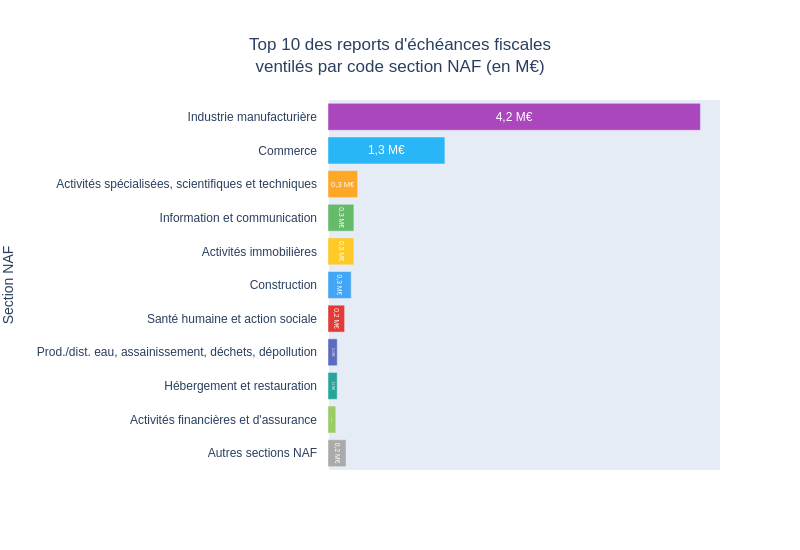 Top 10 des reports d'échéances fiscales
ventilés par code section NAF (en M€)
Section NAF
Industrie manufacturière 4,2 M€
Commerce 1,3 M€
Activités spécialisées, scientifiques et techniques 0,3 M€
Information et communication 0,3 M€
Activités immobilières 0,3 M€
Construction 0,3 M€
Santé humaine et action sociale 0,2 M€
Prod./dist. eau, assainissement, déchets, dépollution
Hébergement et restauration
Activités financières et d'assurance
Autres sections NAF 0,2 M€